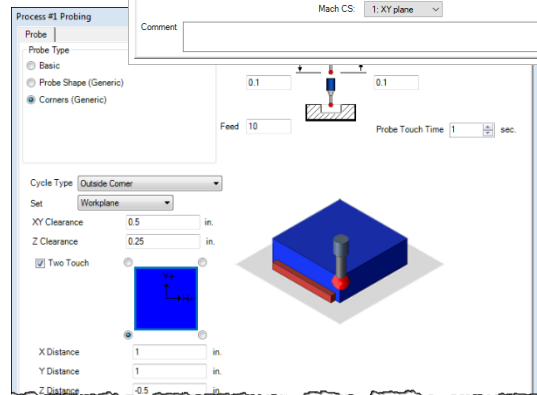 Process #1 Probing
Mach CS: 1: XY plane
Comment
Probe
Probe Type
Basic
Probe Shape (Generic)
Corners (Generic)
0.1 0.1
Feed 10 Probe Touch Time 1 sec.
Cycle Type Outside Corner
Set Workplane
XY Clearance 0.5 in.
Z Clearance 0.25 in.
Two Touch
X Distance 1 in.
Y Distance 1 in.
Z Distance -0.5 in.